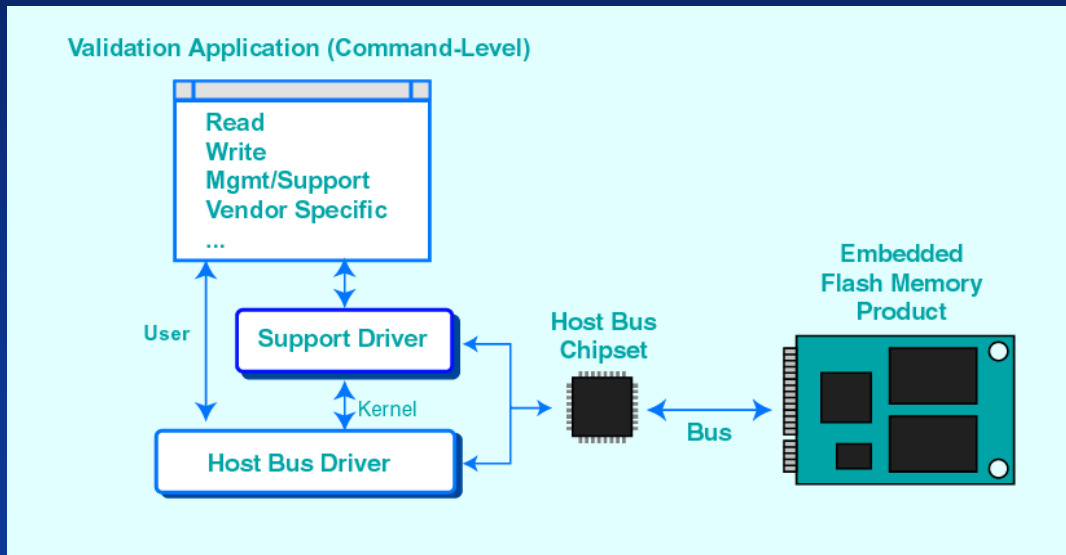 Validation Application (Command-Level)
Read
Write
Mgmt/Support
Vendor Specific
...
User
Support Driver
Kernel
Host Bus Driver
Host Bus
Chipset
Bus
Embedded
Flash Memory
Product